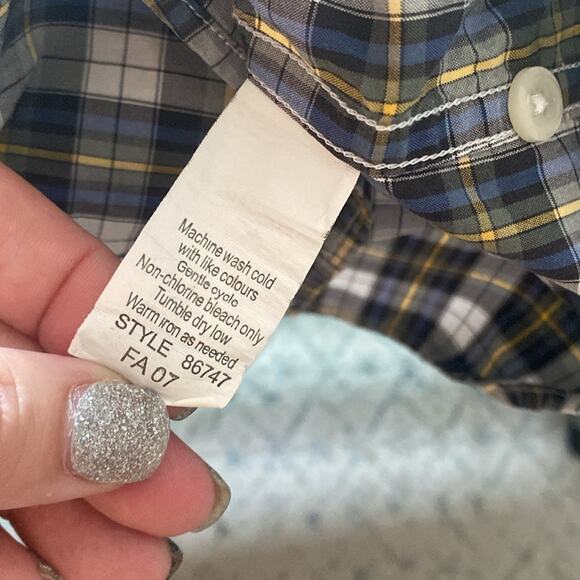 Machine wash cold
with like colours
Gentle cycle
Non-chlorine bleach only
Tumble dry low
Warm iron as needed
STYLE 86747
FA 07